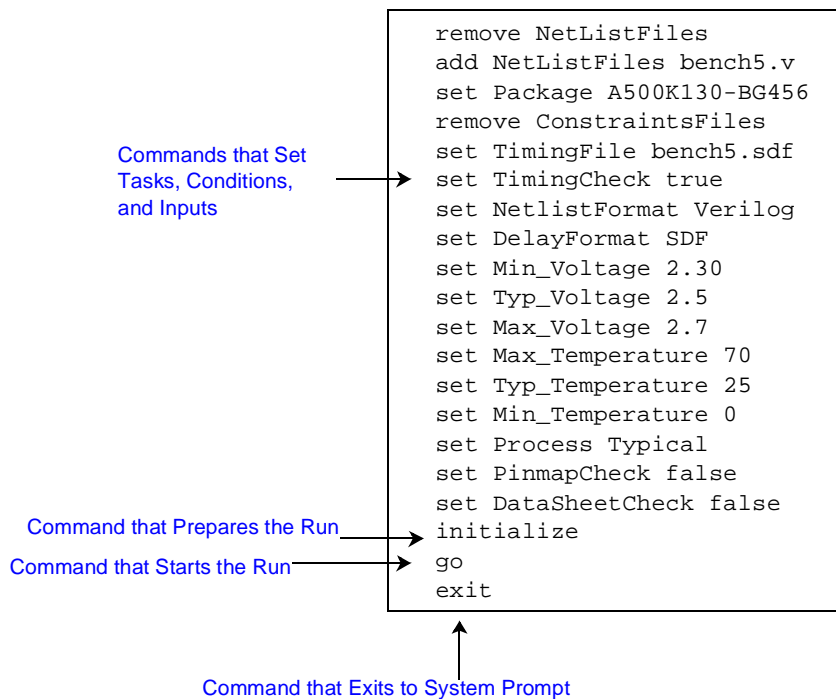 remove NetListFiles
add NetListFiles bench5.v
set Package A500K130-BG456
remove ConstraintsFiles
set TimingFile bench5.sdf
set TimingCheck true
set NetlistFormat Verilog
set DelayFormat SDF
set Min_Voltage 2.30
set Typ_Voltage 2.5
set Max_Voltage 2.7
set Max_Temperature 70
set Typ_Temperature 25
set Min_Temperature 0
set Process Typical
set PinmapCheck false
set DataSheetCheck false
initialize
go
exit
Commands that Set
Tasks, Conditions,
and Inputs
Command that Prepares the Run
Command that Starts the Run
Command that Exits to System Prompt